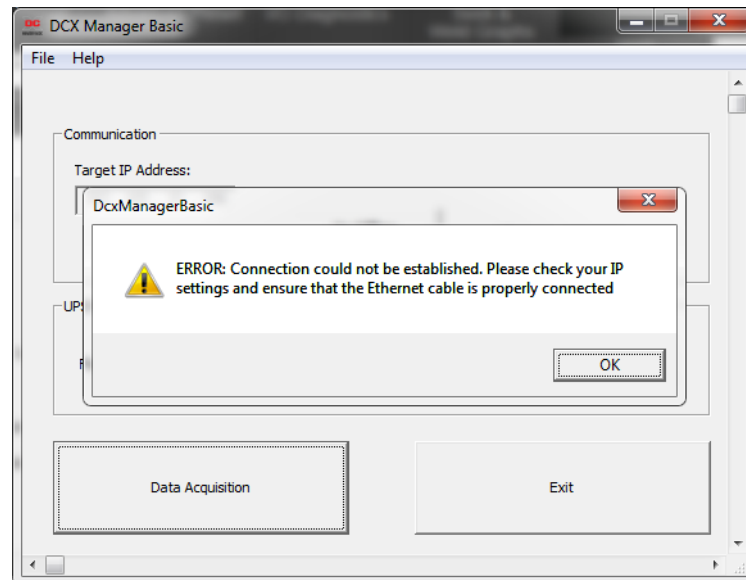 DCX Manager Basic
File Help
Communication
Target IP Address:
DcxManagerBasic
ERROR: Connection could not be established. Please check your IP
settings and ensure that the Ethernet cable is properly connected
UPS
OK
Data Acquisition
Exit